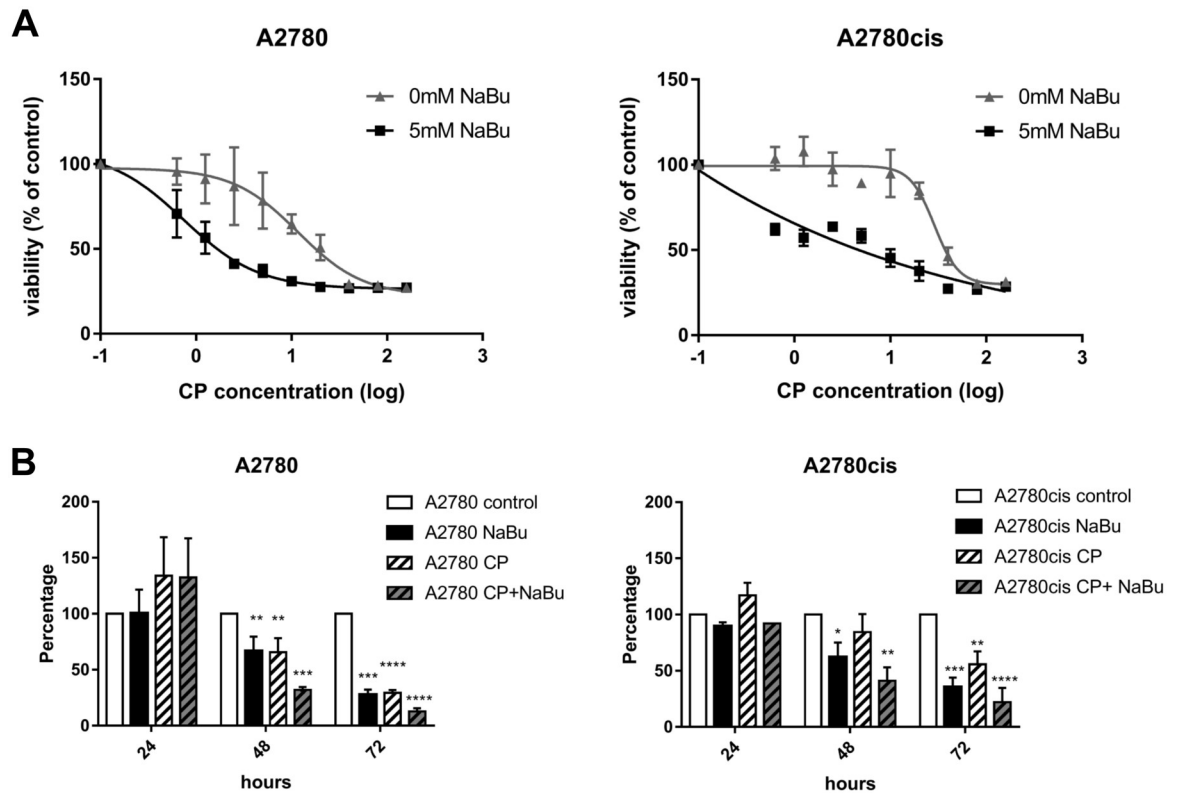 A
A2780
150
100
50
0
-1
0
1
2
3
viability (% of control)
CP concentration (log)
0mM NaBu
5mM NaBu
A2780cis
150
100
50
0
-1
0
1
2
3
viability (% of control)
CP concentration (log)
0mM NaBu
5mM NaBu
B
A2780
200
150
100
50
0
Percentage
24
48
72
hours
** **
***
*** ****
****
A2780 control
A2780 NaBu
A2780 CP
A2780 CP+NaBu
A2780cis
200
150
100
50
0
Percentage
24
48
72
hours
*
**
*** **
****
A2780cis control
A2780cis NaBu
A2780cis CP
A2780cis CP+ NaBu